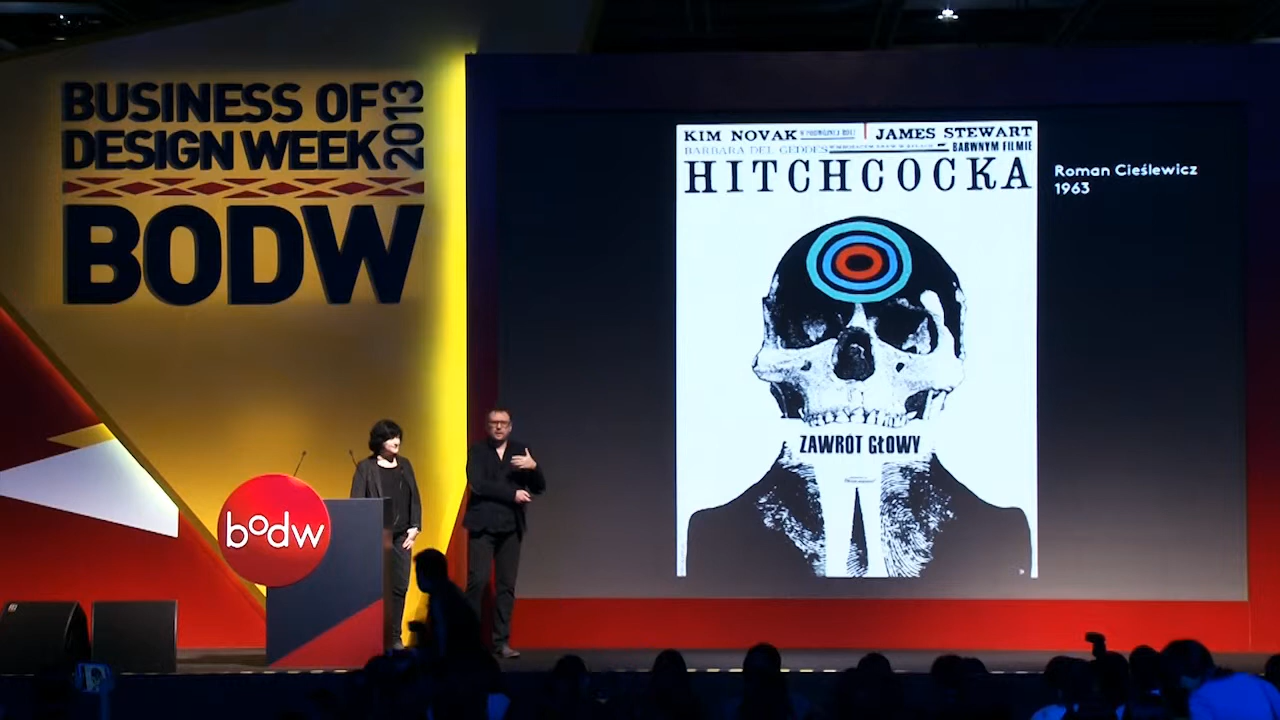 BUSINESS OF
DESIGN WEEK
2013
BODW
bodw
KIM NOVAK
JAMES STEWART
BARBARA DEL GEDDES
BARWNYM FILMIE
HITCHCOCKA
ZAWRÓT GŁOWY
Roman Cieślewicz
1963